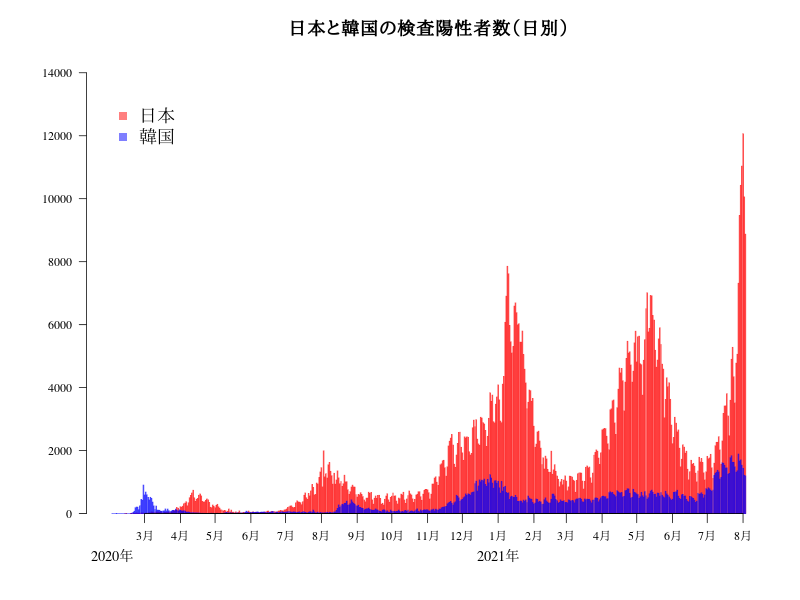 日本と韓国の検査陽性者数（日別）
14000
12000
10000
8000
6000
4000
2000
0
日本
韓国
3月 4月 5月 6月 7月 8月 9月 10月 11月 12月 1月 2月 3月 4月 5月 6月 7月 8月
2020年 2021年